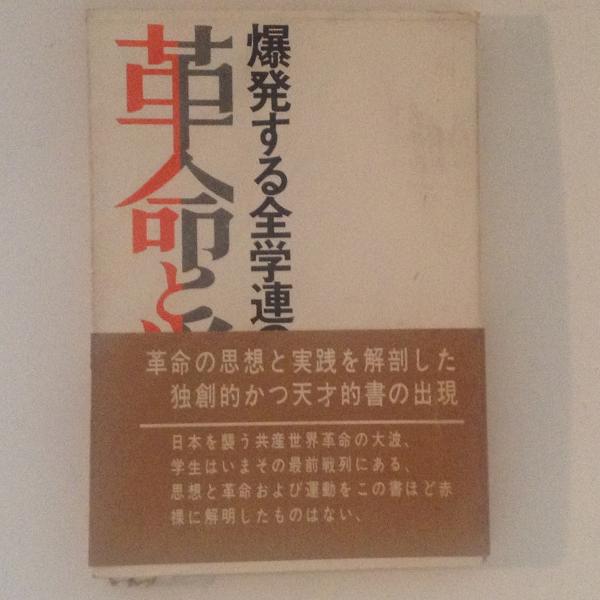 爆発する全学連
革命と
革命の思想と実践を解剖した
独創的かつ天才的書の出現
日本を襲う共産世界革命の大波、
学生はいまその最前戦列にある、
思想と革命および運動をこの書ほど赤
裸に解明したものはない、